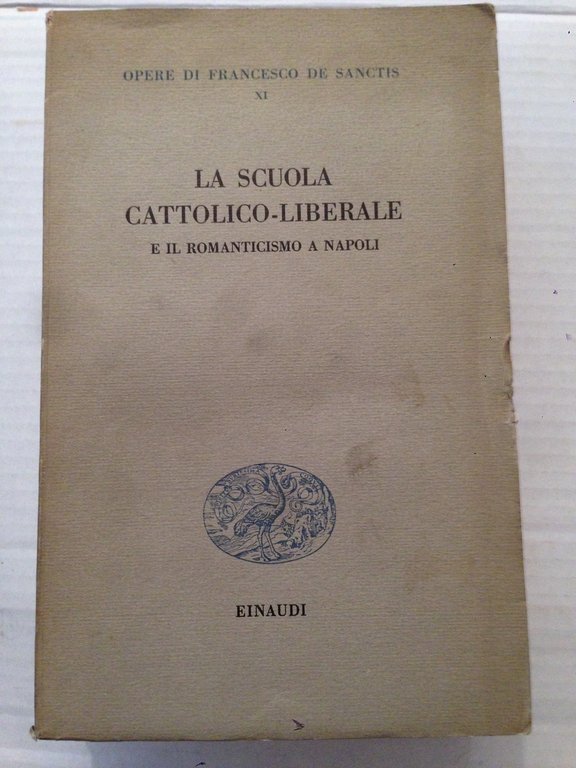 OPERE DI FRANCESCO DE SANCTIS
XI
LA SCUOLA
CATTOLICO-LIBERALE
E IL ROMANTICISMO A NAPOLI
EINAUDI